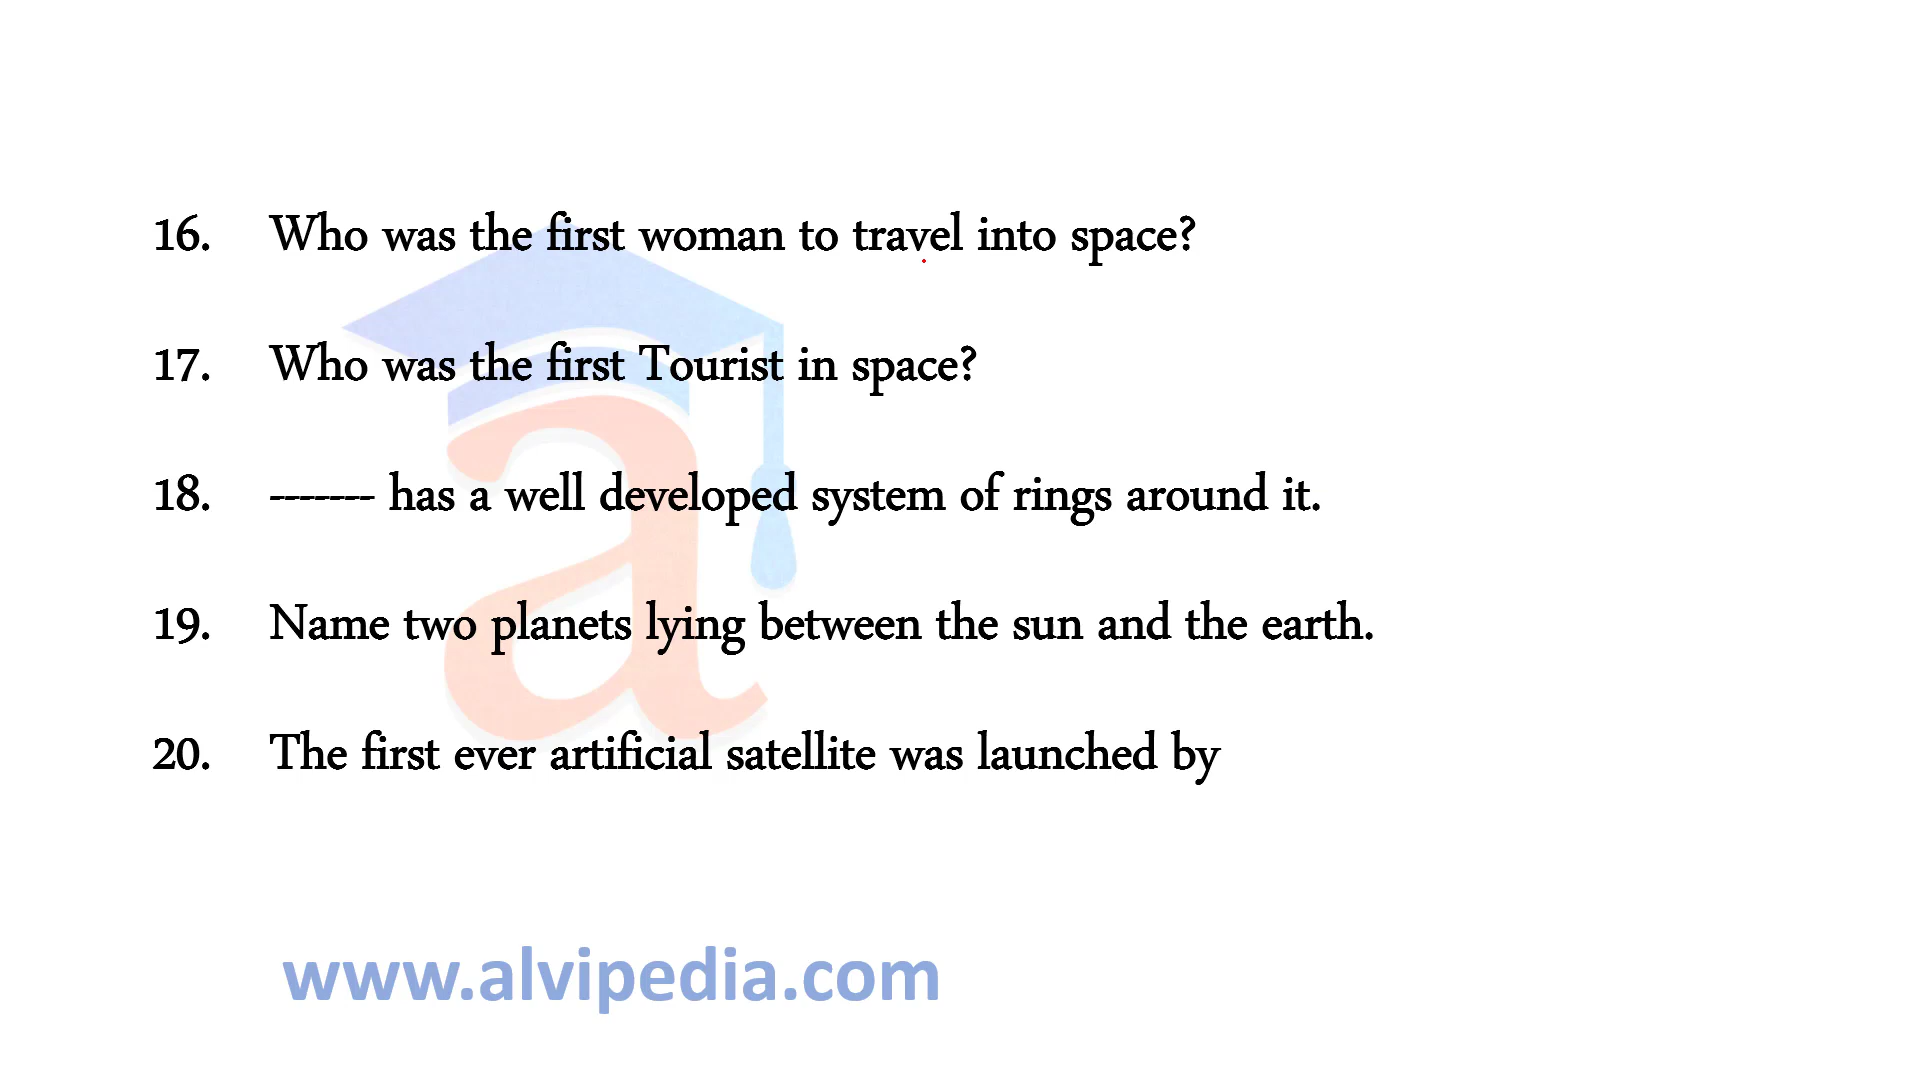 16. Who was the first woman to travel into space?
17. Who was the first Tourist in space?
18. ------- has a well developed system of rings around it.
19. Name two planets lying between the sun and the earth.
20. The first ever artificial satellite was launched by
a
www.alvipedia.com